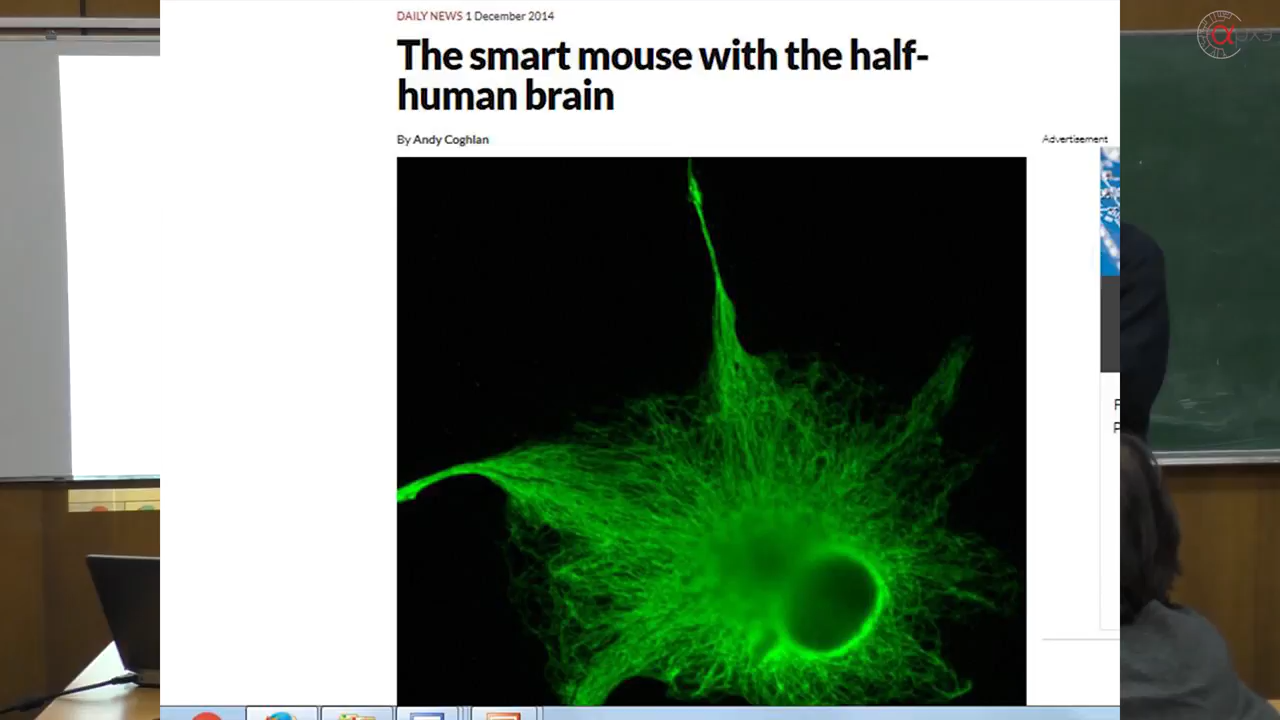 DAILY NEWS 1 December 2014
The smart mouse with the half-
human brain
By Andy Coghlan
Advertisement